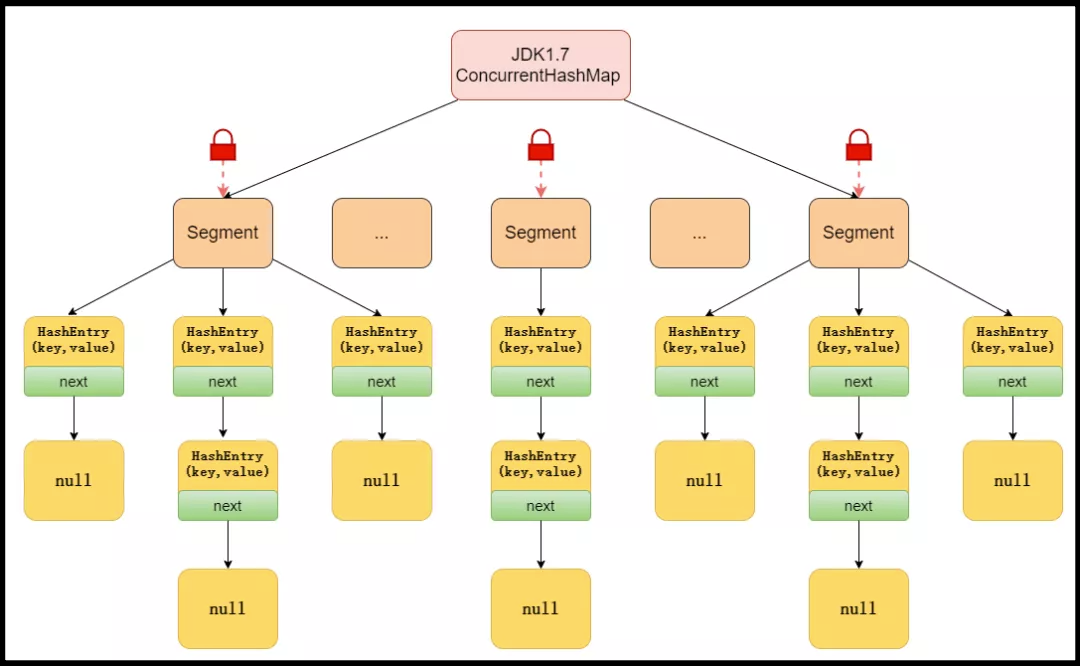 JDK1.7
ConcurrentHashMap
Segment
...
Segment
...
Segment
HashEntry
(key,value)
next
HashEntry
(key,value)
next
HashEntry
(key,value)
next
HashEntry
(key,value)
next
HashEntry
(key,value)
next
HashEntry
(key,value)
next
HashEntry
(key,value)
next
null
HashEntry
(key,value)
next
null
HashEntry
(key,value)
next
null
HashEntry
(key,value)
next
null
null
null
null